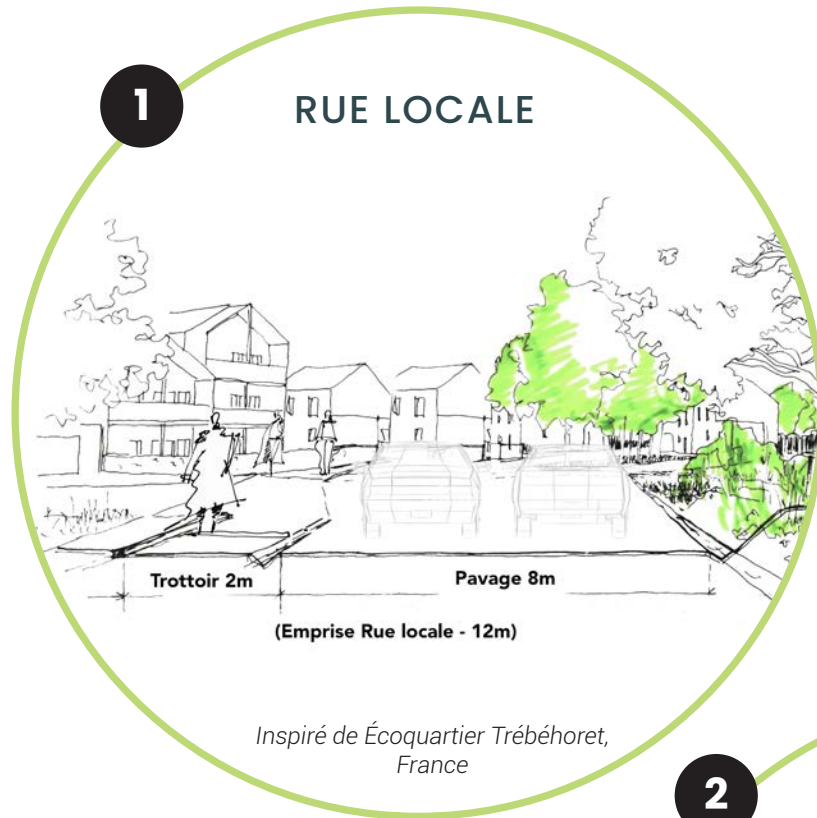 1
RUE LOCALE
Trottoir 2m
Pavage 8m
(Emprise Rue locale - 12m)
Inspiré de Écoquartier Trébéhoret,
France
2